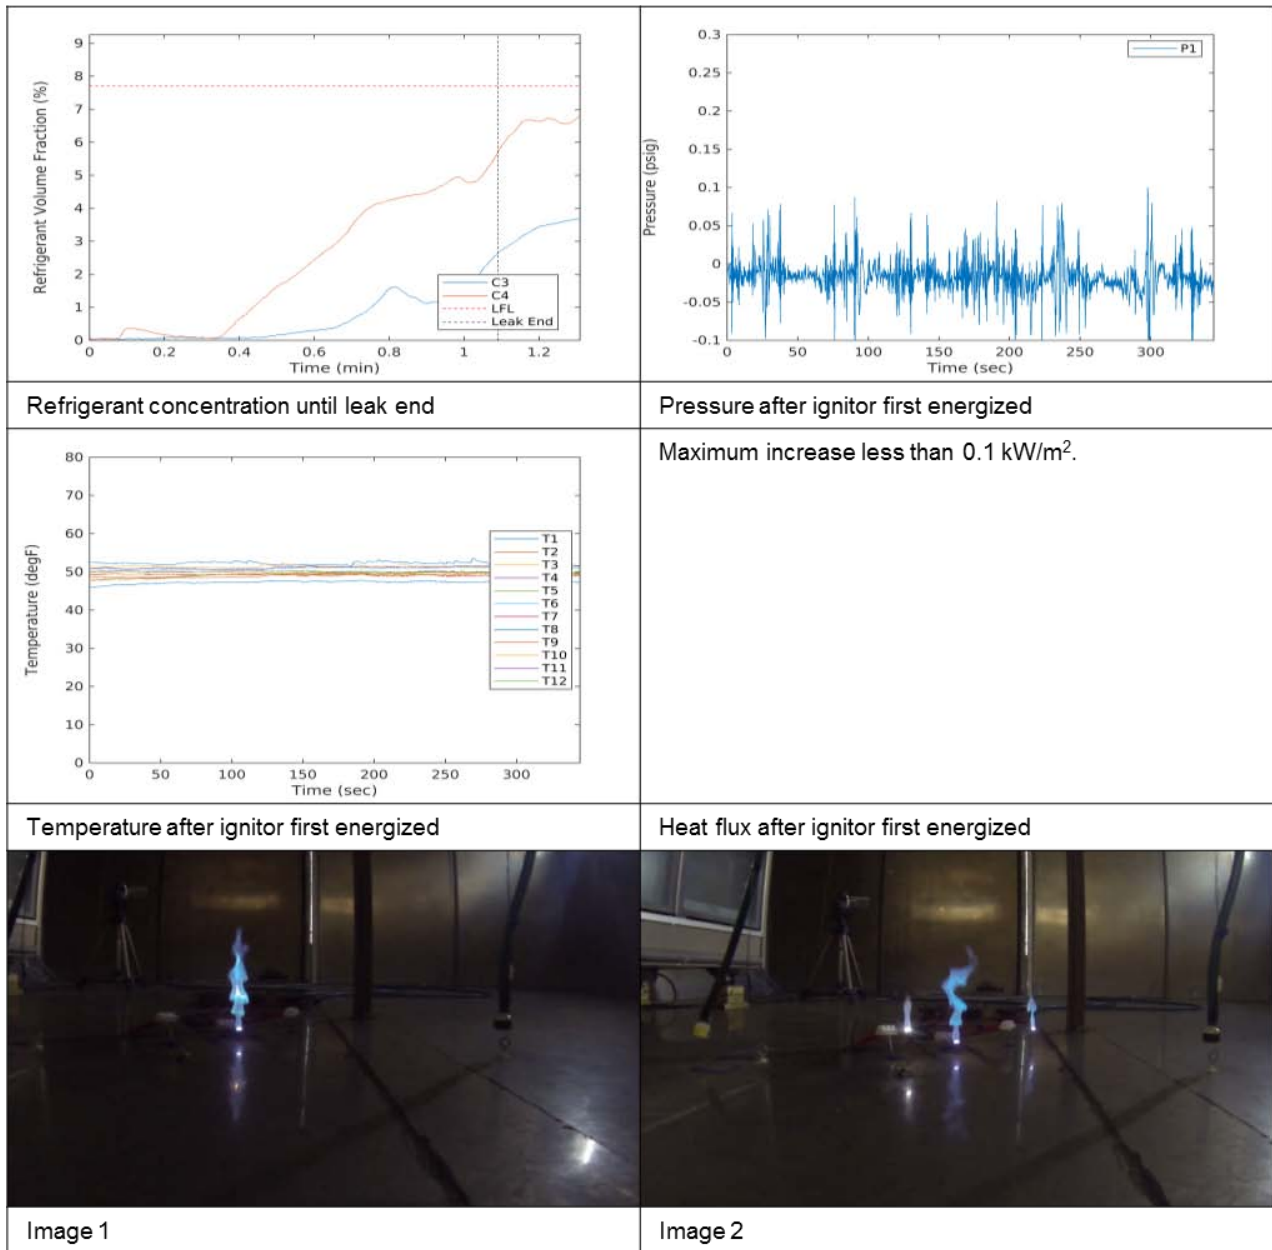 9
8
7
6
5
4
3
2
1
0
Refrigerant Volume Fraction (%)
C3
C4
LFL
Leak End
0 0.2 0.4 0.6 0.8 1 1.2
Time (min)
0.3
0.25
0.2
0.15
0.1
0.05
0
-0.05
-0.1
Pressure (psig)
P1
0 50 100 150 200 250 300
Time (sec)
Refrigerant concentration until leak end
Pressure after ignitor first energized
80
70
60
50
40
30
20
10
0
Temperature (degF)
T1
T2
T3
T4
T5
T6
T7
T8
T9
T10
T11
T12
0 50 100 150 200 250 300
Time (sec)
Maximum increase less than 0.1 kW/m².
Temperature after ignitor first energized
Heat flux after ignitor first energized
Image 1
Image 2